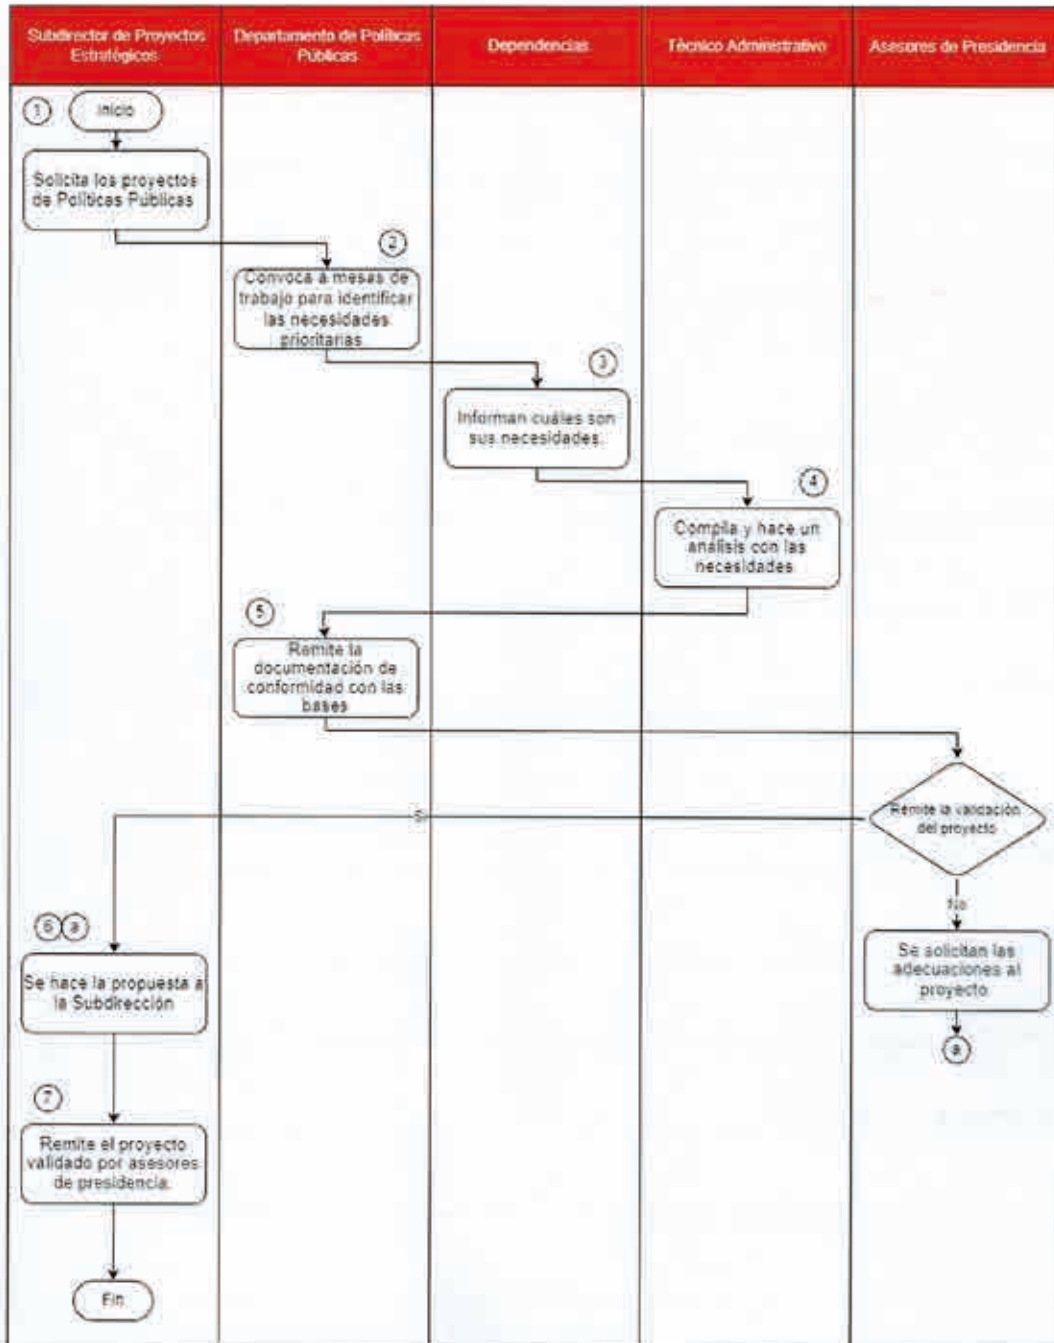 Subdirector de Proyectos
Estratégicos
Departamento de Políticas
Públicas
Dependencias
Técnico Administrativo
Asesores de Presidencia
1
Inicio
Solicita los proyectos
de Políticas Públicas
2
Convoca a mesas de
trabajo para identificar
las necesidades
prioritarias.
3
Informan cuáles son
sus necesidades.
4
Compila y hace un
análisis con las
necesidades
5
Remite la
documentación de
conformidad con las
bases
Remite la validación
del proyecto
No
Se solicitan las
adecuaciones al
proyecto
a
6 a
Se hace la propuesta a
la Subdirección
7
Remite el proyecto
validado por asesores
de presidencia.
Fin